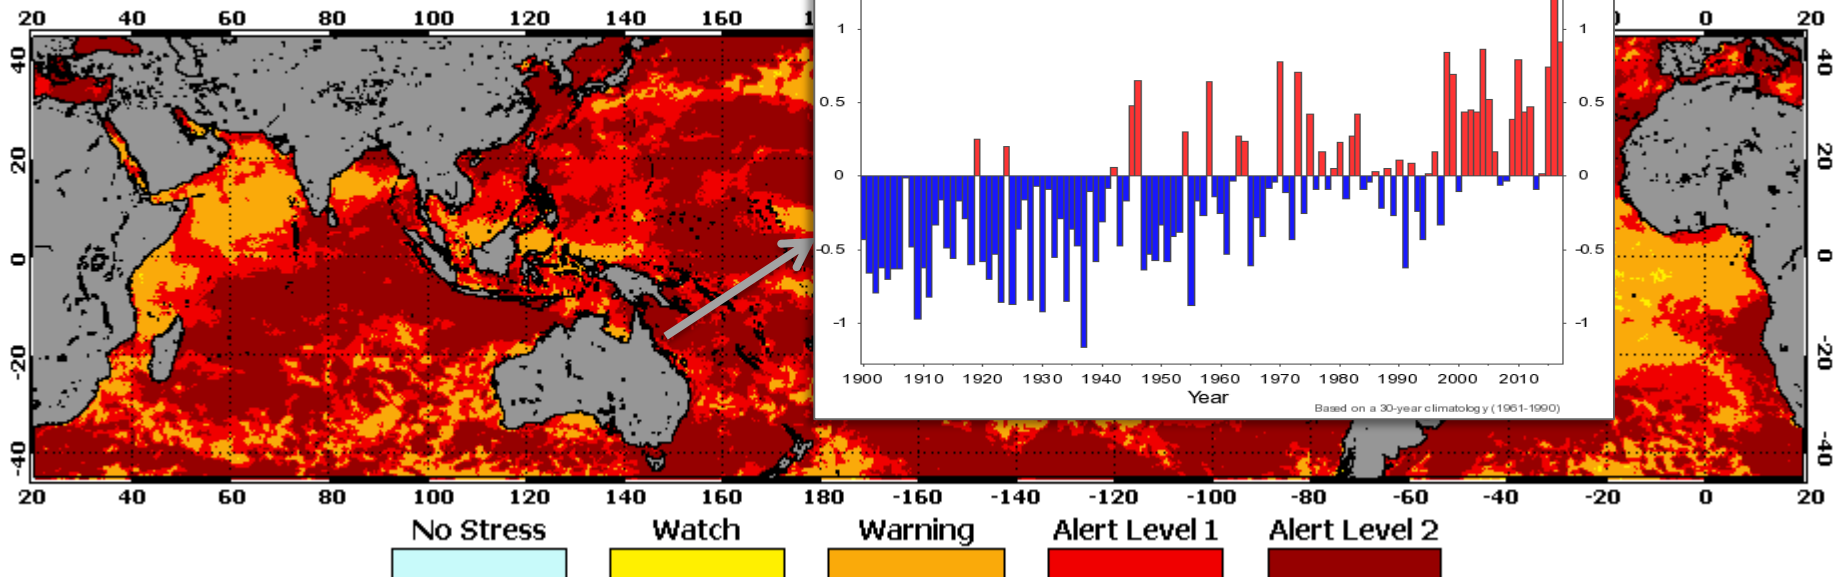 20 40 60 80 100 120 140 160 0 20
1 1
40 40
0.5 0.5
20 20
0 0
0 0
-0.5 -0.5
-20 -20
-1 -1
1900 1910 1920 1930 1940 1950 1960 1970 1980 1990 2000 2010
Year
Based on a 30-year climatology (1961-1990)
-40 -40
20 40 60 80 100 120 140 160 180 -160 -140 -120 -100 -80 -60 -40 -20 0 20
No Stress Watch Warning Alert Level 1 Alert Level 2